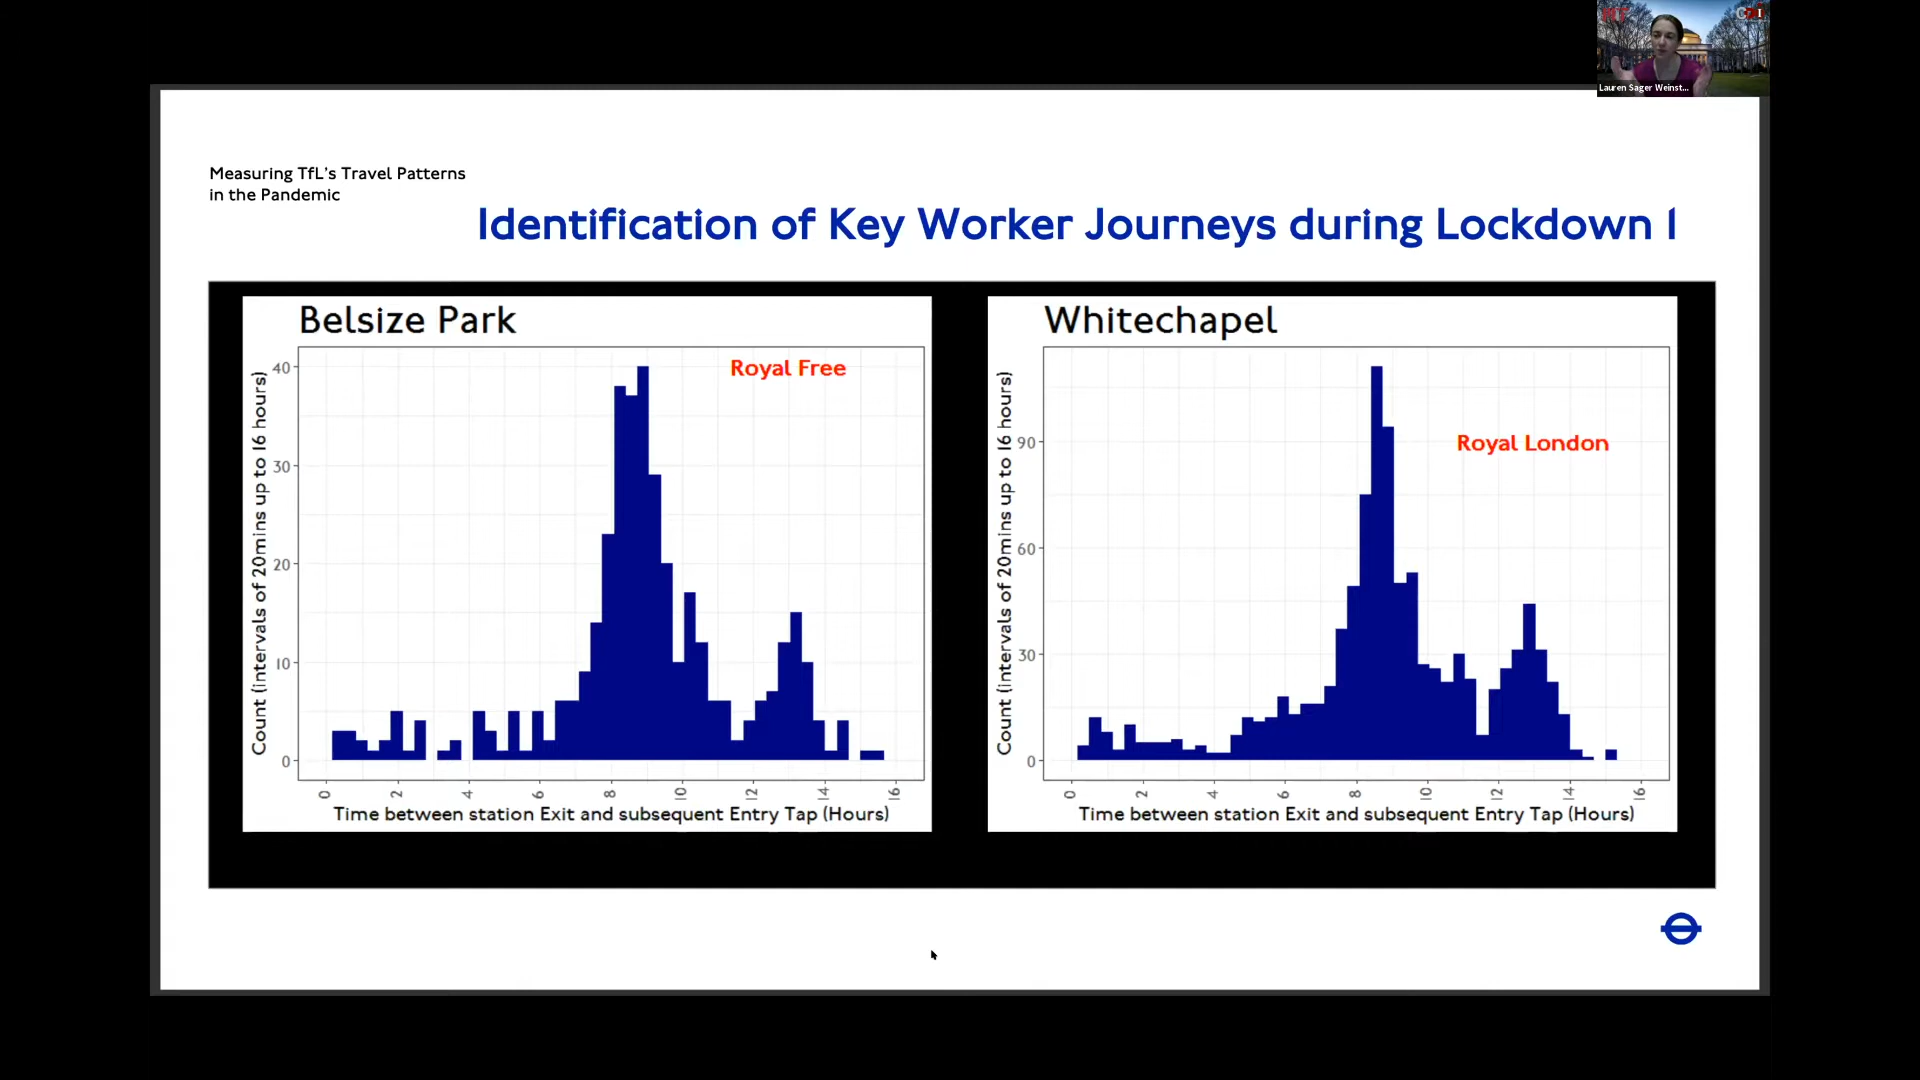 MIT
Lauren Sager Weinst...
Measuring TfL's Travel Patterns
in the Pandemic
Identification of Key Worker Journeys during Lockdown 1
Belsize Park
Royal Free
Count (intervals of 20mins up to 16 hours)
40
30
20
10
0
0 2 4 6 8 10 12 14 16
Time between station Exit and subsequent Entry Tap (Hours)
Whitechapel
Royal London
Count (intervals of 20mins up to 16 hours)
90
60
30
0
0 2 4 6 8 10 12 14 16
Time between station Exit and subsequent Entry Tap (Hours)